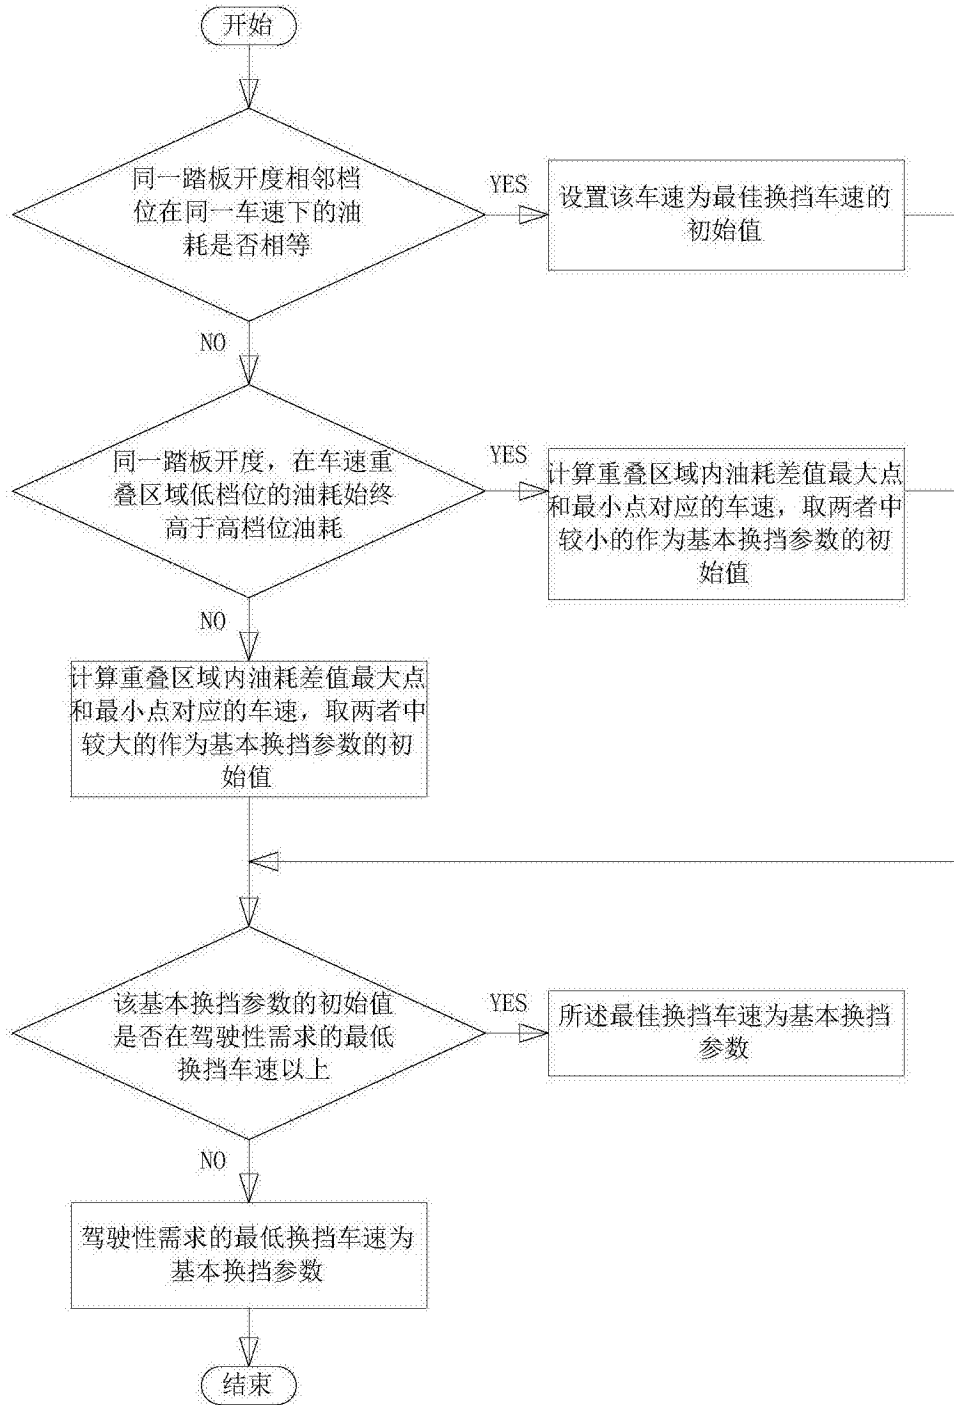 开始
同一踏板开度相邻档
位在同一车速下的油
耗是否相等
YES
设置该车速为最佳换挡车速的
初始值
NO
同一踏板开度，在车速重
叠区域低档位的油耗始终
高于高档位油耗
YES
计算重叠区域内油耗差值最大点
和最小点对应的车速，取两者中
较小的作为基本换挡参数的初
始值
NO
计算重叠区域内油耗差值最大点
和最小点对应的车速，取两者中
较大的作为基本换挡参数的初
始值
该基本换挡参数的初始值
是否在驾驶性需求的最低
换挡车速以上
YES
所述最佳换挡车速为基本换挡
参数
NO
驾驶性需求的最低换挡车速为
基本换挡参数
结束